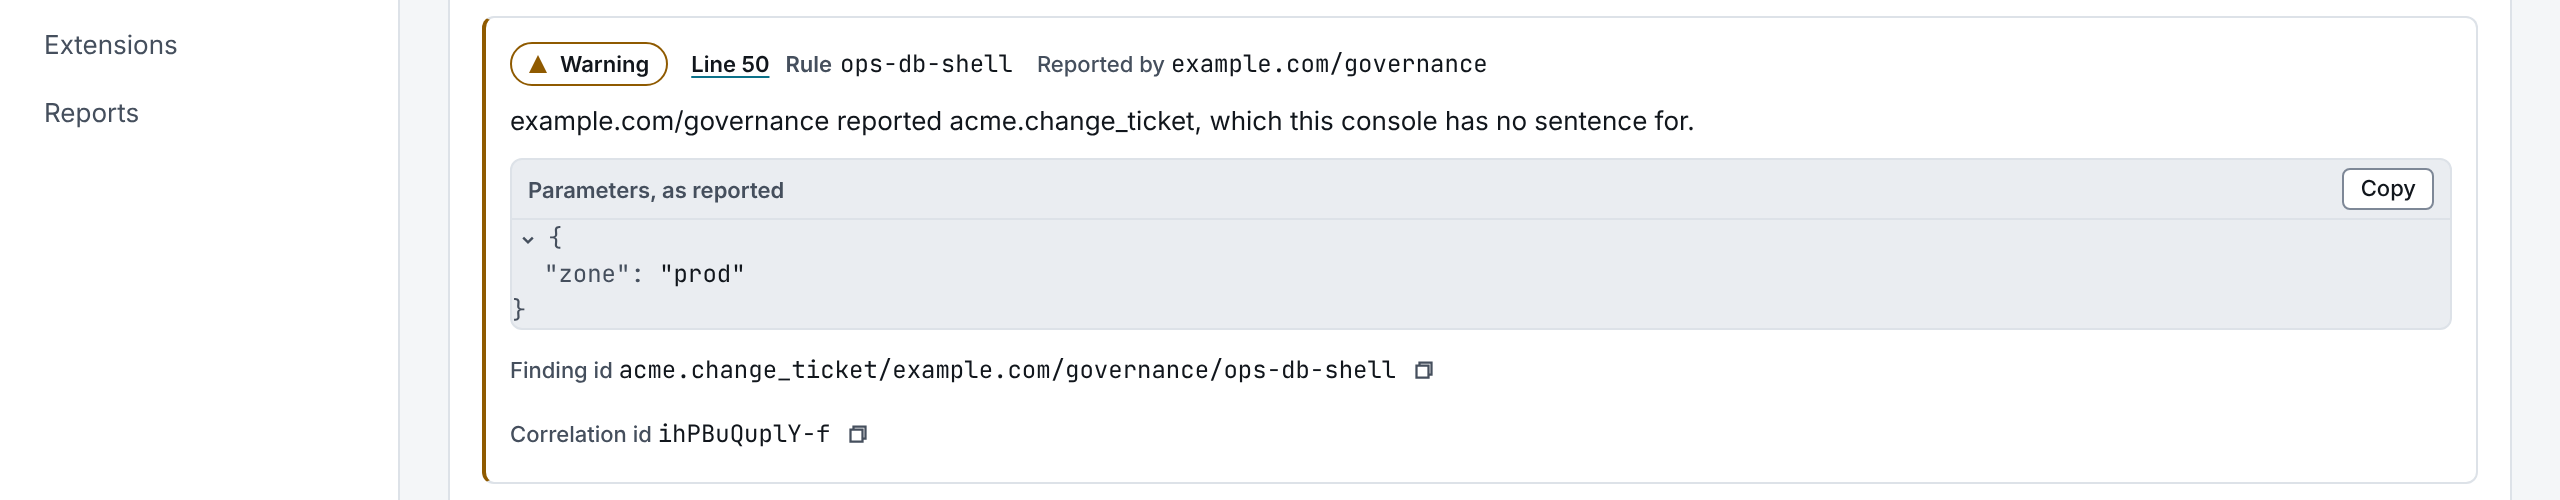 Extensions
Reports
Warning Line 50 Rule ops-db-shell Reported by example.com/governance
example.com/governance reported acme.change_ticket, which this console has no sentence for.
Parameters, as reported Copy
{
"zone": "prod"
}
Finding id acme.change_ticket/example.com/governance/ops-db-shell
Correlation id ihPBuQuplY-f